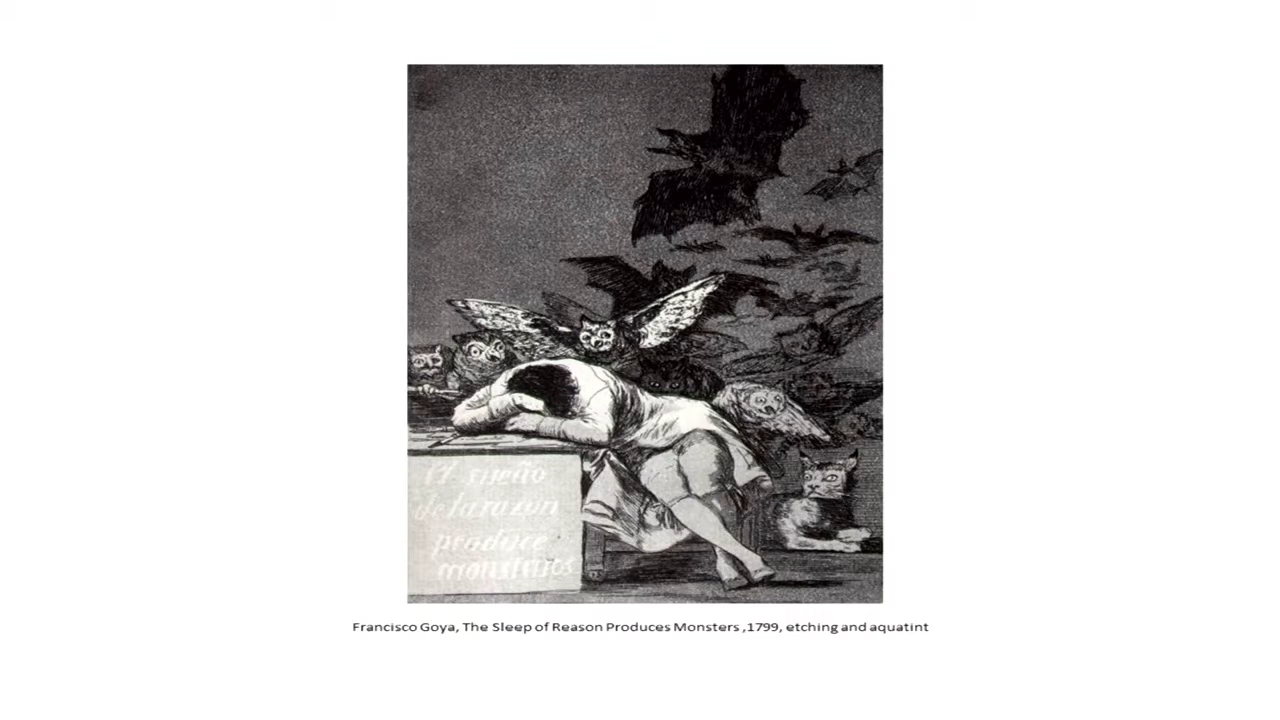 El sueño
de la razon
produce
monstruos
Francisco Goya, The Sleep of Reason Produces Monsters ,1799, etching and aquatint